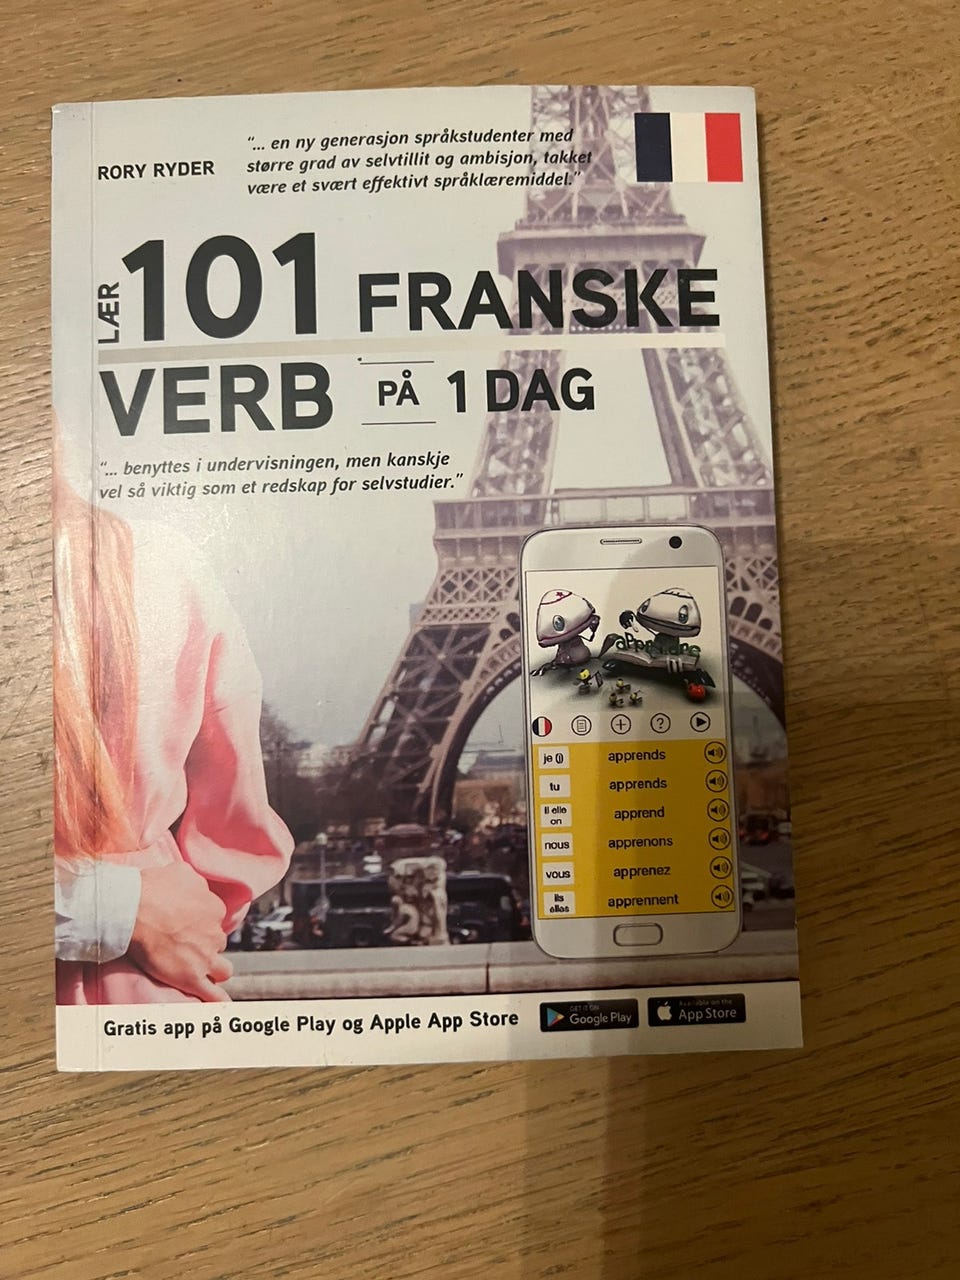 RORY RYDER
“... en ny generasjon språkstudenter med
større grad av selvtillit og ambisjon, takket
være et svært effektivt språklæremiddel.”
LÆR 101 FRANSKE
VERB PÅ 1 DAG
“... benyttes i undervisningen, men kanskje
vel så viktig som et redskap for selvstudier.”
je (j) apprends
tu apprends
il elle on apprend
nous apprenons
vous apprenez
ils elles apprennent
Gratis app på Google Play og Apple App Store
GET IT ON
Google Play
Available on the
App Store